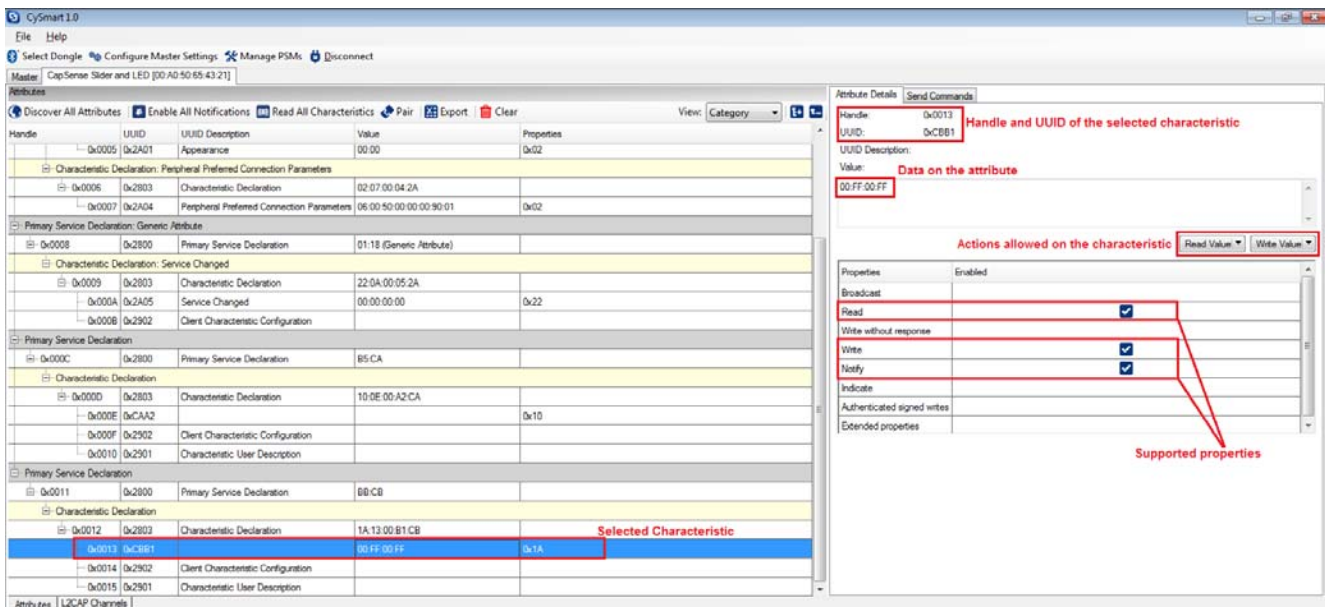 CySmart 1.0
File Help
Select Dongle Configure Master Settings Manage PSMs Disconnect
Master CapSense Slider and LED [00:A0:50:65:43:21]
Attributes
Discover All Attributes Enable All Notifications Read All Characteristics Pair Export Clear View: Category
Handle UUID UUID Description Value Properties
0x0005 0x2A01 Appearance 00:00 0x02
Characteristic Declaration: Peripheral Preferred Connection Parameters
0x0006 0x2803 Characteristic Declaration 02:07:00:04:2A
0x0007 0x2A04 Peripheral Preferred Connection Parameters 06:00:50:00:00:00:90:01 0x02
Primary Service Declaration: Generic Attribute
0x0008 0x2800 Primary Service Declaration 01:18 (Generic Attribute)
Characteristic Declaration: Service Changed
0x0009 0x2803 Characteristic Declaration 22:0A:00:05:2A
0x000A 0x2A05 Service Changed 00:00:00:00 0x22
0x000B 0x2902 Client Characteristic Configuration
Primary Service Declaration
0x000C 0x2800 Primary Service Declaration B5:CA
Characteristic Declaration
0x000D 0x2803 Characteristic Declaration 10:0E:00:A2:CA
0x000E 0xCAA2 0x10
0x000F 0x2902 Client Characteristic Configuration
0x0010 0x2901 Characteristic User Description
Primary Service Declaration
0x0011 0x2800 Primary Service Declaration BB:CB
Characteristic Declaration
0x0012 0x2803 Characteristic Declaration 1A:13:00:B1:CB
Selected Characteristic
0x0013 0xCBB1 00:FF:00:FF 0x1A
0x0014 0x2902 Client Characteristic Configuration
0x0015 0x2901 Characteristic User Description
Attributes L2CAP Channels
Attribute Details Send Commands
Handle: 0x0013
Handle and UUID of the selected characteristic
UUID: 0xCBB1
UUID Description:
Value: Data on the attribute
00:FF:00:FF
Actions allowed on the characteristic Read Value Write Value
Properties Enabled
Broadcast
Read
Write without response
Write
Notify
Indicate
Authenticated signed writes
Extended properties
Supported properties